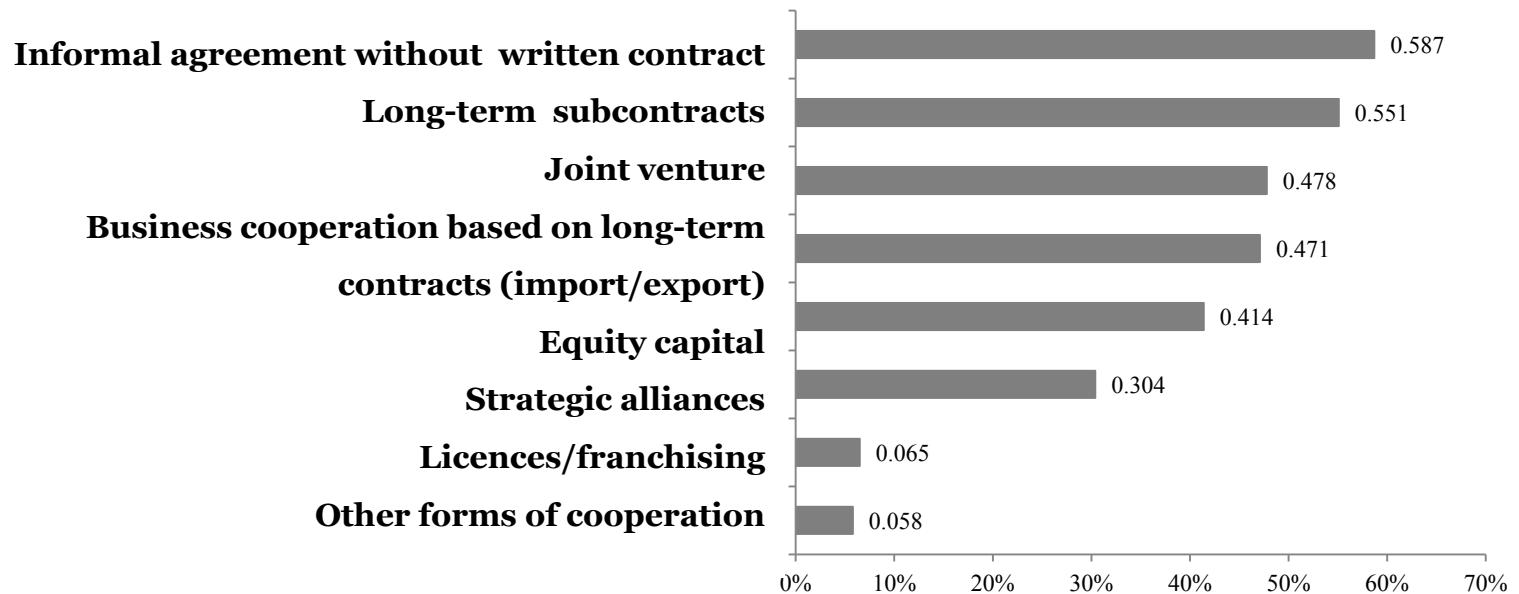 Informal agreement without  written contract
0.587
Long-term  subcontracts
0.551
Joint venture
0.478
Business cooperation based on long-term
contracts (import/export)
0.471
Equity capital
0.414
Strategic alliances
0.304
Licences/franchising
0.065
Other forms of cooperation
0.058
0% 10% 20% 30% 40% 50% 60% 70%